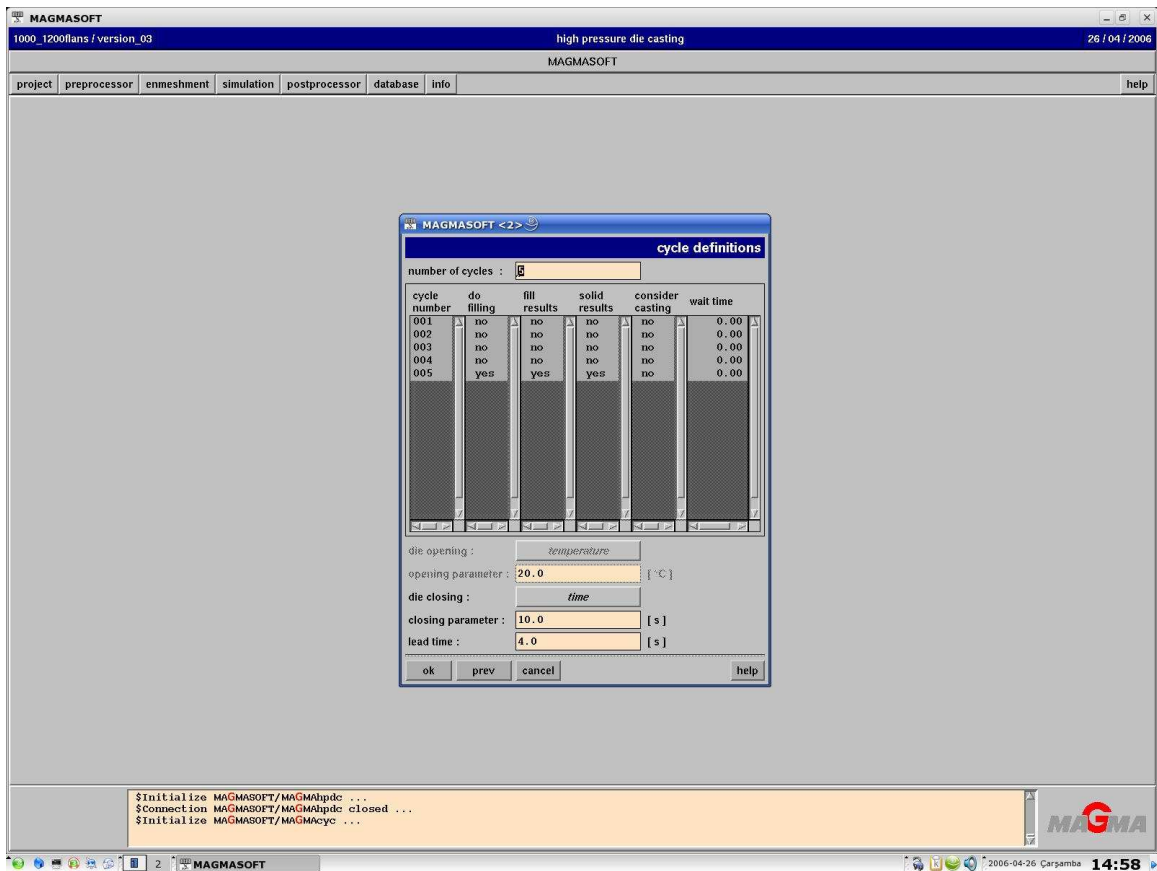 MAGMASOFT
1000_1200flans / version_03 high pressure die casting 26 / 04 / 2006
MAGMASOFT
project preprocessor enmeshment simulation postprocessor database info help
MAGMASOFT <2>
cycle definitions
number of cycles : 5
cycle number do filling fill results solid results consider casting wait time
001 no no no no 0.00
002 no no no no 0.00
003 no no no no 0.00
004 no no no no 0.00
005 yes yes yes no 0.00
die opening : temperature
opening parameter : 20.0 [ °C ]
die closing : time
closing parameter : 10.0 [ s ]
lead time : 4.0 [ s ]
ok prev cancel help
$Initialize MAGMASOFT/MAGMAhpdc ...
$Connection MAGMASOFT/MAGMAhpdc closed ...
$Initialize MAGMASOFT/MAGMAcyc ...
MAGMA
2 MAGMASOFT 2006-04-26 Çarşamba 14:58